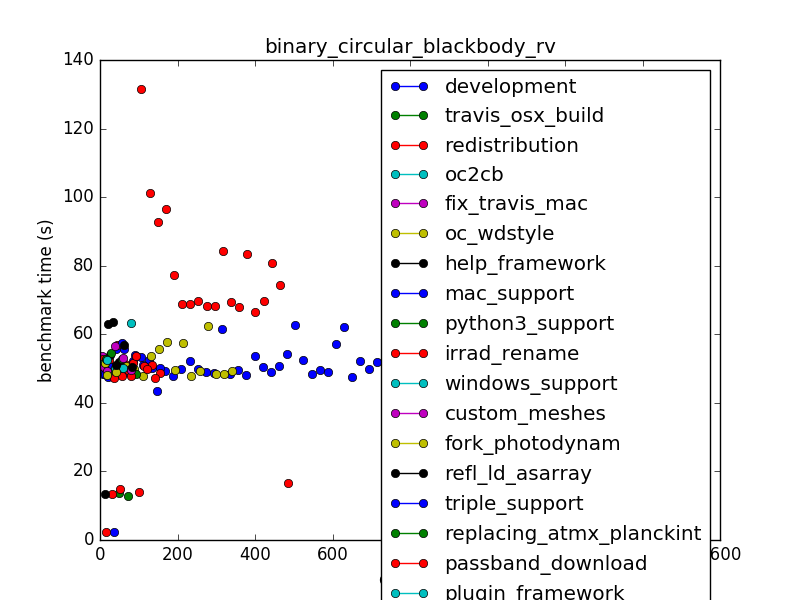 binary_circular_blackbody_rv
benchmark time (s)
140
120
100
80
60
40
20
0
0
200
400
600
600
development
travis_osx_build
redistribution
oc2cb
fix_travis_mac
oc_wdstyle
help_framework
mac_support
python3_support
irrad_rename
windows_support
custom_meshes
fork_photodynam
refl_ld_asarray
triple_support
replacing_atmx_planckint
passband_download
plugin_framework